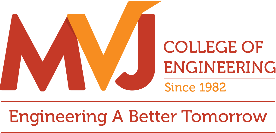 MVJ
COLLEGE OF
ENGINEERING
Since 1982
Engineering A Better Tomorrow